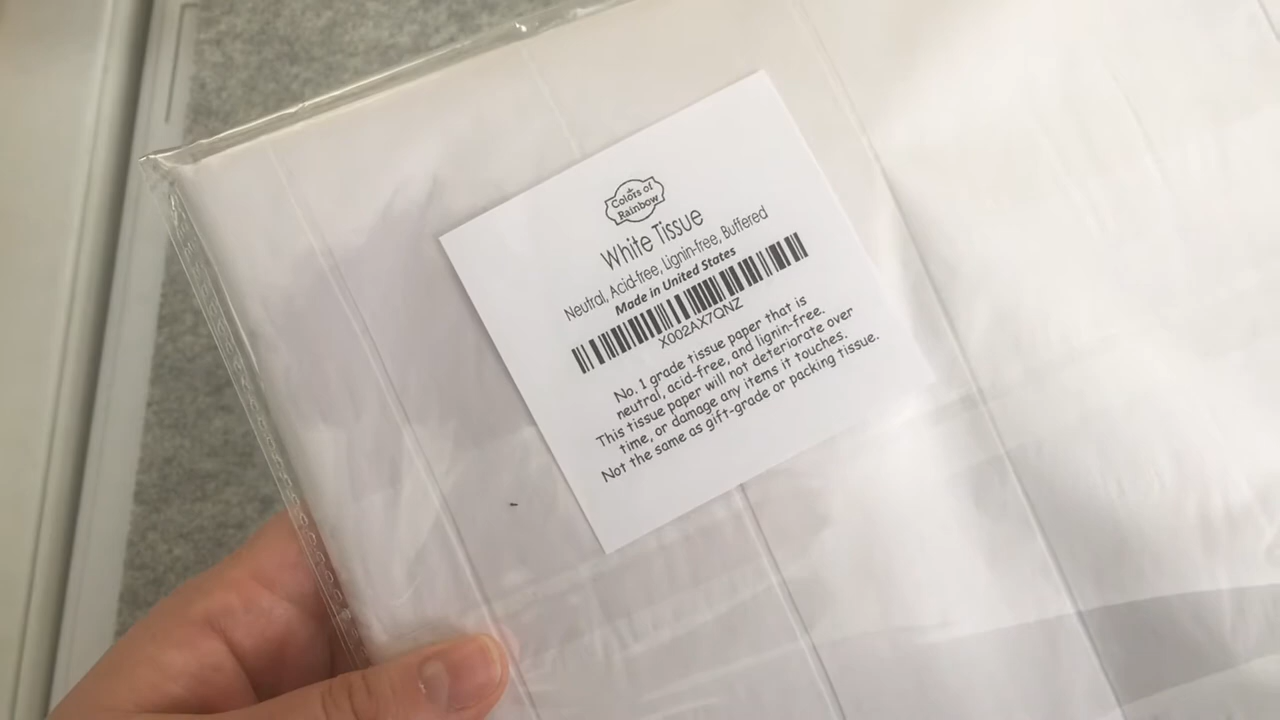 Colors of
Rainbow
White Tissue
Neutral, Acid-free, Lignin-free, Buffered
Made in United States
X002AX7QNZ
No. 1 grade tissue paper that is
neutral, acid-free, and lignin-free.
This tissue paper will not deteriorate over
time, or damage any items it touches.
Not the same as gift-grade or packing tissue.